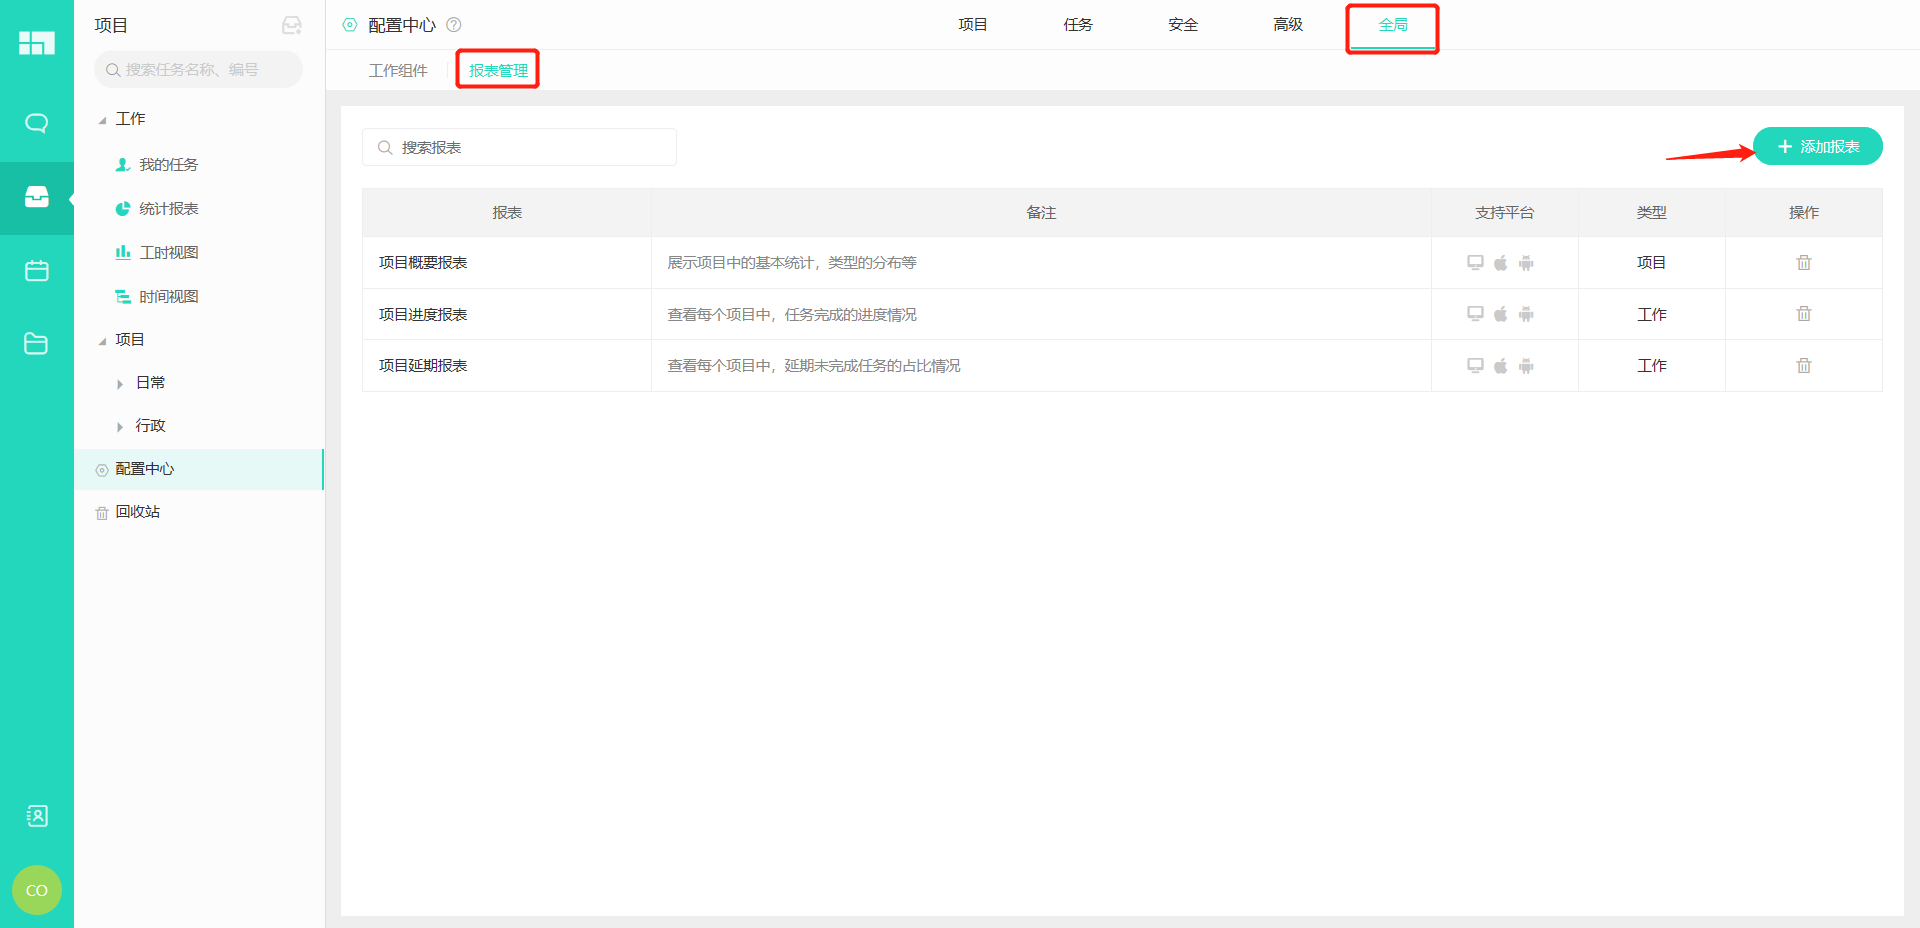 项目
搜索任务名称、编号
工作
我的任务
统计报表
工时视图
时间视图
项目
日常
行政
配置中心
回收站
CO
配置中心
项目 任务 安全 高级 全局
工作组件 报表管理
搜索报表
添加报表
报表 备注 支持平台 类型 操作
项目概要报表 展示项目中的基本统计，类型的分布等 项目
项目进度报表 查看每个项目中，任务完成的进度情况 工作
项目延期报表 查看每个项目中，延期未完成任务的占比情况 工作